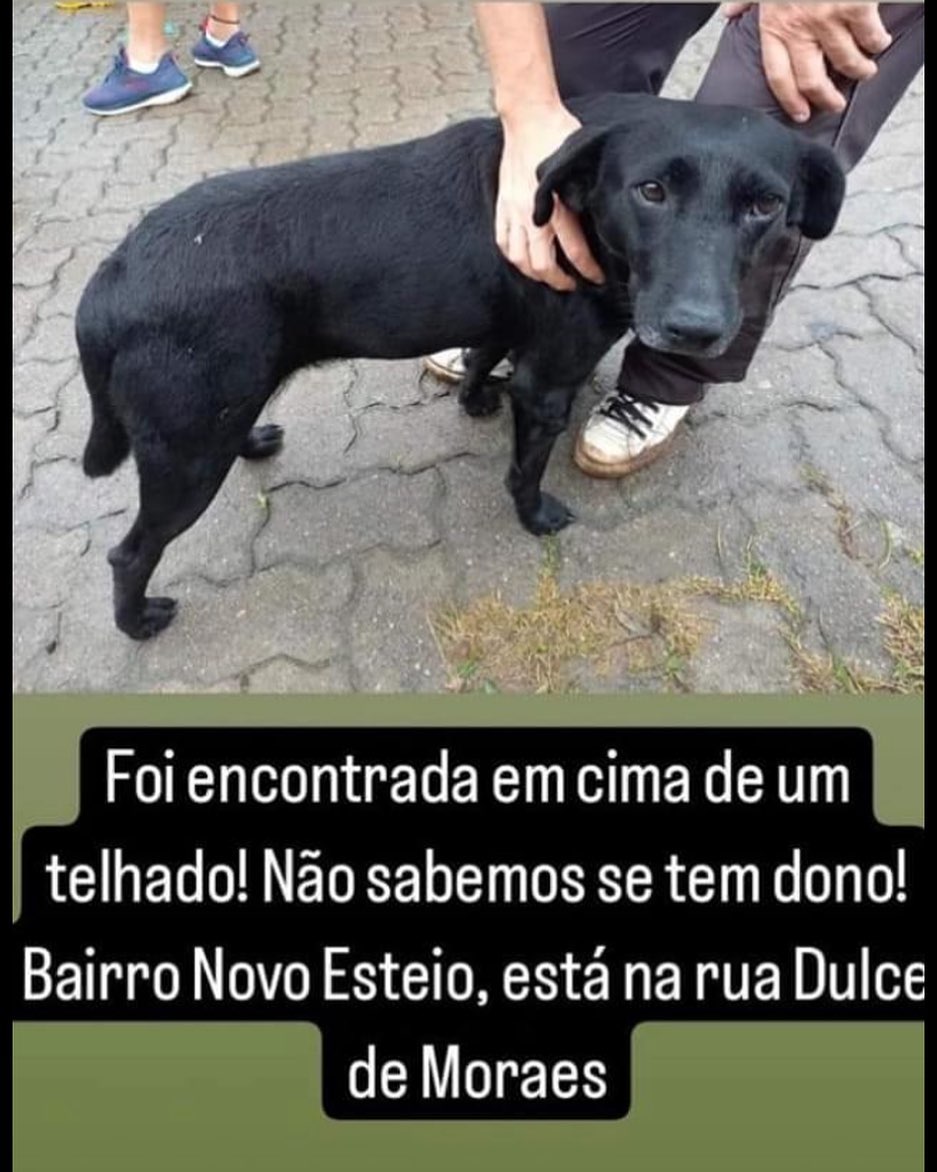 Foi encontrada em cima de um
telhado! Não sabemos se tem dono!
Bairro Novo Esteio, está na rua Dulce
de Moraes